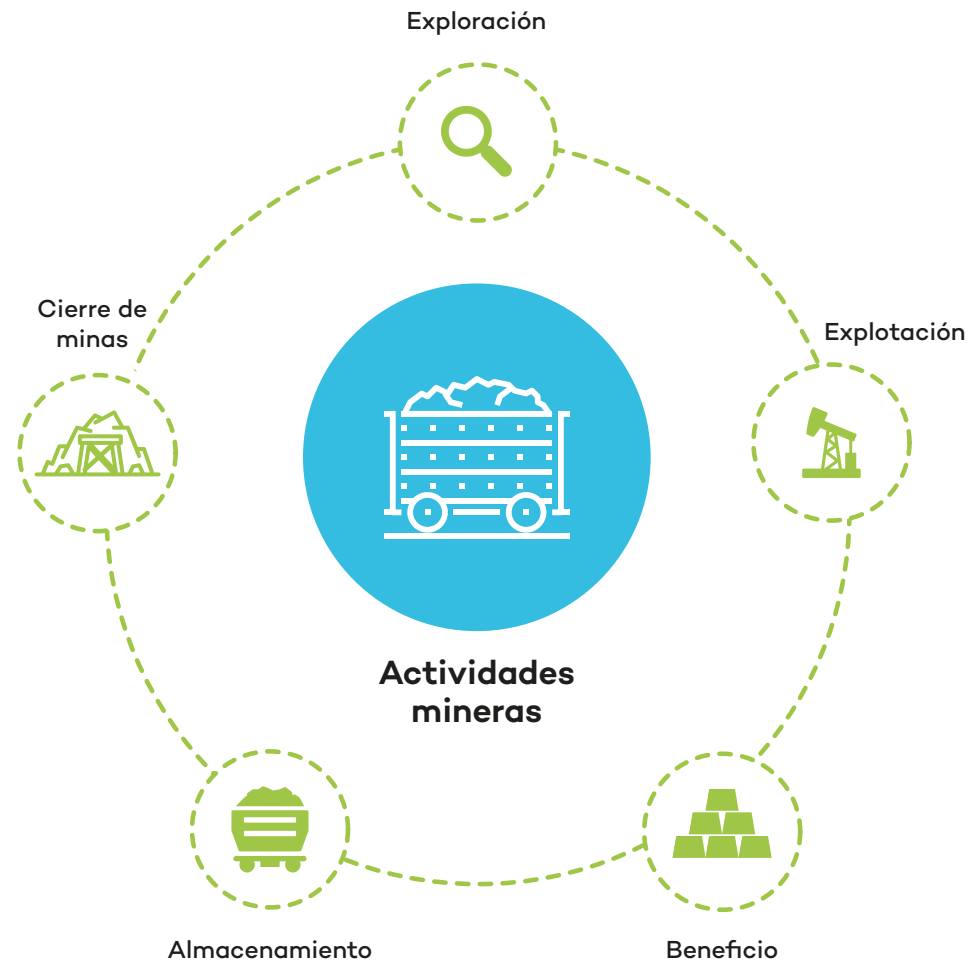 Exploración
Cierre de
minas
Explotación
Actividades
mineras
Almacenamiento
Beneficio